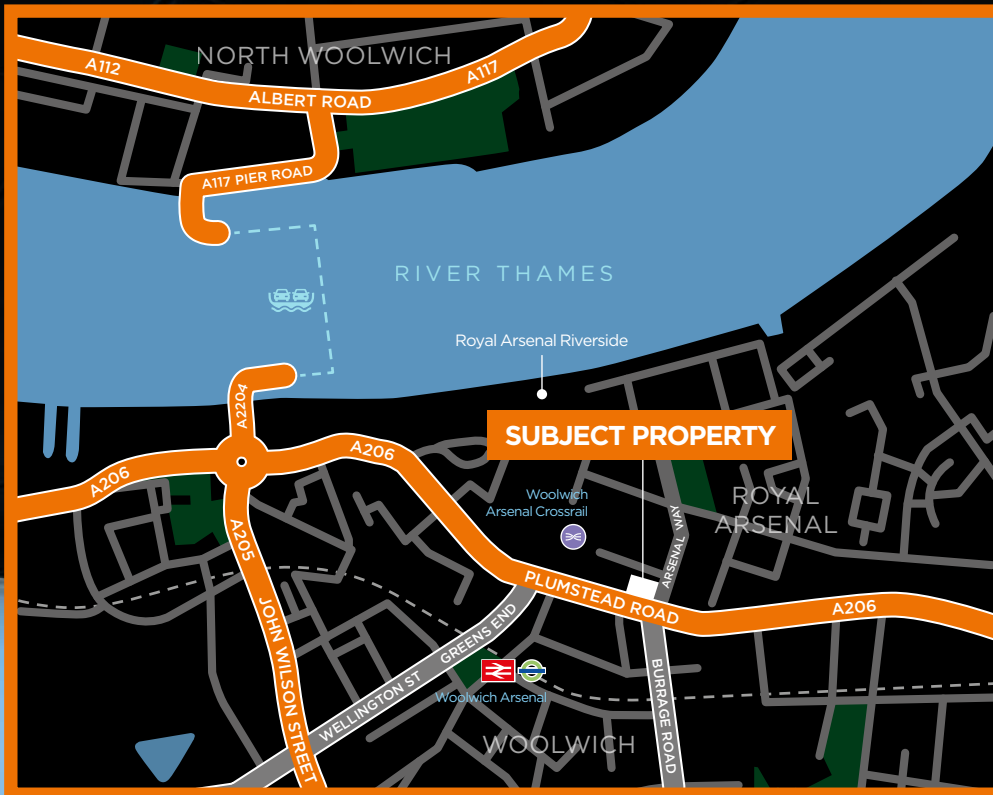 NORTH WOOLWICH
A112
A117
ALBERT ROAD
A117 PIER ROAD
RIVER THAMES
Royal Arsenal Riverside
A2204
SUBJECT PROPERTY
A206
A206
Woolwich
Arsenal Crossrail
ROYAL
ARSENAL
ARSENAL WAY
A205
PLUMSTEAD ROAD
A206
JOHN WILSON STREET
GREENS END
WELLINGTON ST
Woolwich Arsenal
BURRAGE ROAD
WOOLWICH